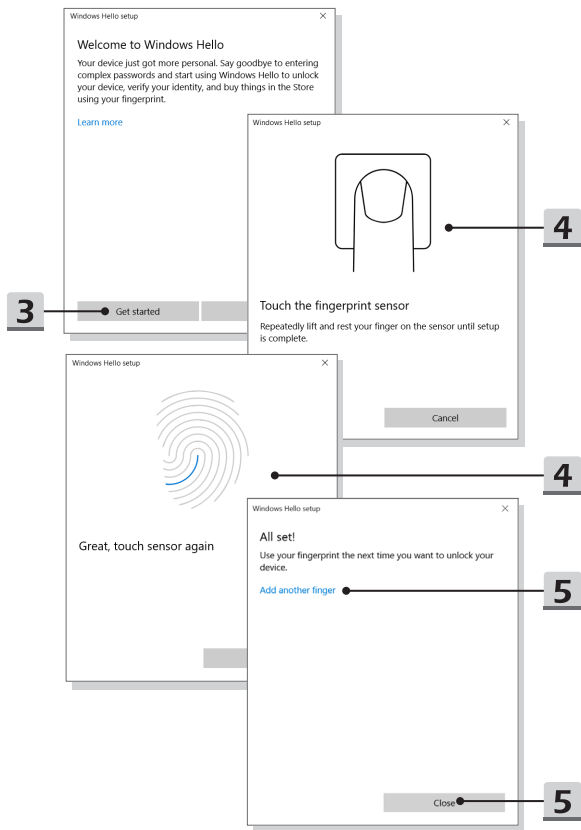 Windows Hello setup
Welcome to Windows Hello
Your device just got more personal. Say goodbye to entering
complex passwords and start using Windows Hello to unlock
your device, verify your identity, and buy things in the Store
using your fingerprint.
Learn more
3
Get started
Windows Hello setup
4
Touch the fingerprint sensor
Repeatedly lift and rest your finger on the sensor until setup
is complete.
Cancel
Windows Hello setup
4
Great, touch sensor again
Windows Hello setup
All set!
Use your fingerprint the next time you want to unlock your
device.
Add another finger
5
Close
5